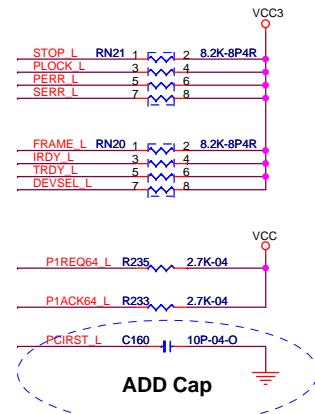 VCC3
STOP_L RN21 1 2 8.2K-8P4R
PLOCK_L 3 4
PERR_L 5 6
SERR_L 7 8
FRAME_L RN20 1 2 8.2K-8P4R
IRDY_L 3 4
TRDY_L 5 6
DEVSEL_L 7 8
VCC
P1REQ64_L R235 2.7K-04
P1ACK64_L R233 2.7K-04
PCIRST_L C160 10P-04-O
ADD Cap